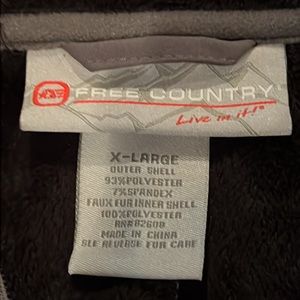 FREE COUNTRY
Live in it!®
X-LARGE
OUTER SHELL
93%POLYESTER
7%SPANDEX
FAUX FUR INNER SHELL
100%POLYESTER
RN#82608
MADE IN CHINA
SEE REVERSE FOR CARE